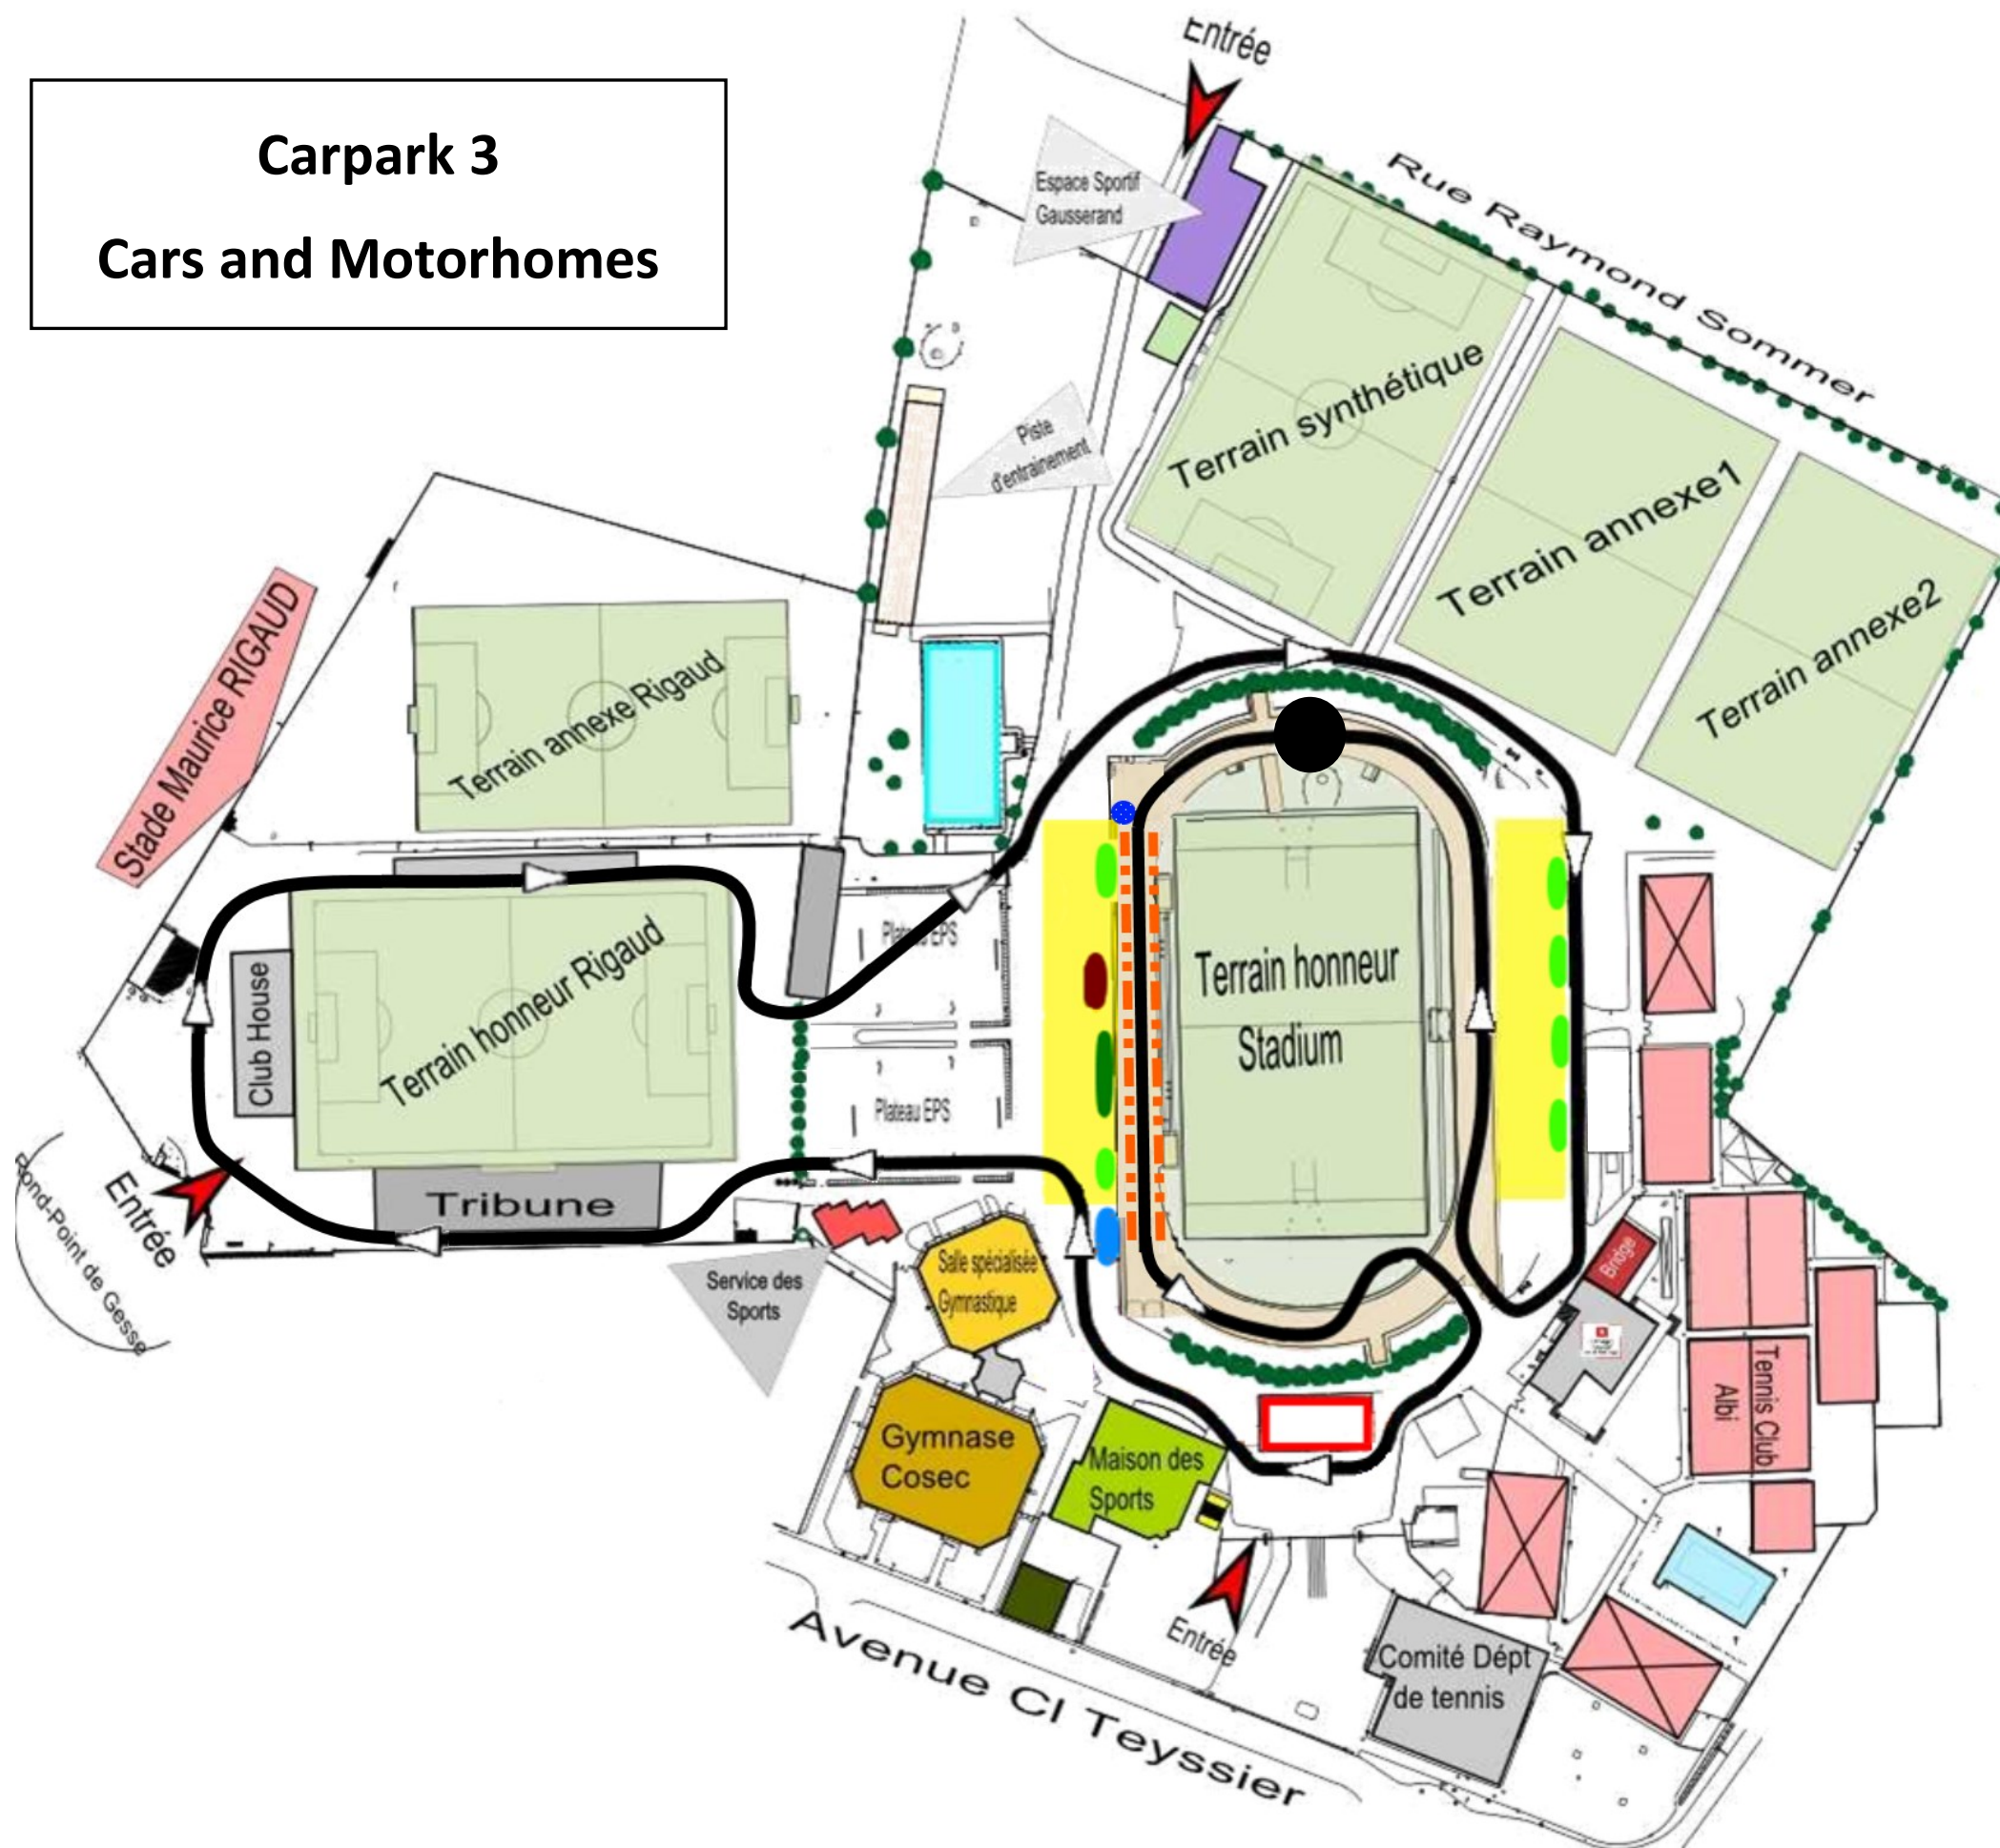 Entrée
Carpark 3
Cars and Motorhomes
Rue Raymond Sommer
Espace Sportif
Gausserand
Terrain synthétique
Piste
d'entrainement
Terrain annexe1
Terrain annexe2
Stade Maurice RIGAUD
Terrain annexe Rigaud
Plateau EPS
Terrain honneur Rigaud
Club House
Terrain honneur
Stadium
Plateau EPS
Entrée
Tribune
Rond-Point de Gesse
Service des
Sports
Salle spécialisée
Gymnastique
Bridge
Tennis Club
Albi
Gymnase
Cosec
Maison des
Sports
Entrée
Comité Dépt
de tennis
Avenue Cl Teyssier